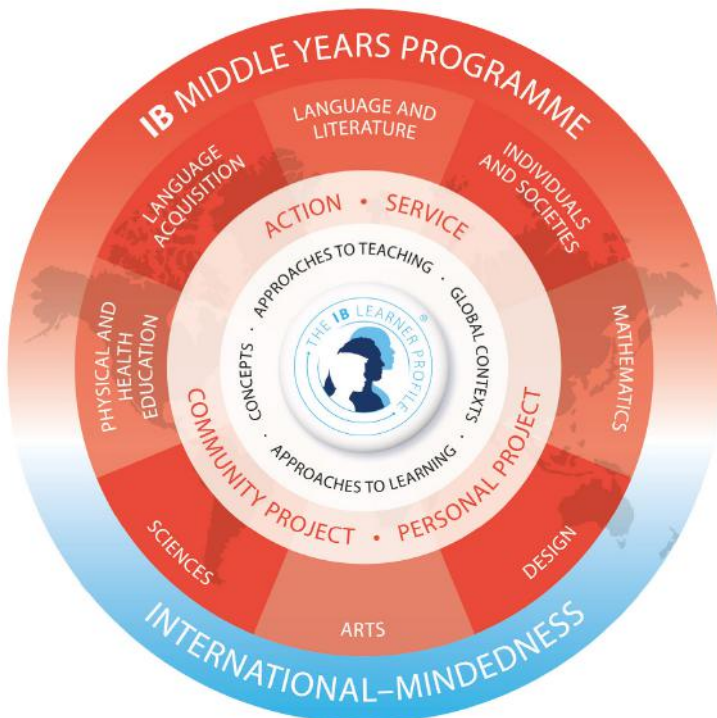 IB MIDDLE YEARS PROGRAMME
LANGUAGE AND
LITERATURE
INDIVIDUALS
AND SOCIETIES
MATHEMATICS
DESIGN
ARTS
SCIENCES
PHYSICAL AND
HEALTH
EDUCATION
LANGUAGE
ACQUISITION
ACTION • SERVICE
PERSONAL PROJECT •
COMMUNITY PROJECT
APPROACHES TO TEACHING ·
GLOBAL CONTEXTS ·
APPROACHES TO LEARNING ·
CONCEPTS ·
THE IB LEARNER PROFILE ®
INTERNATIONAL–MINDEDNESS